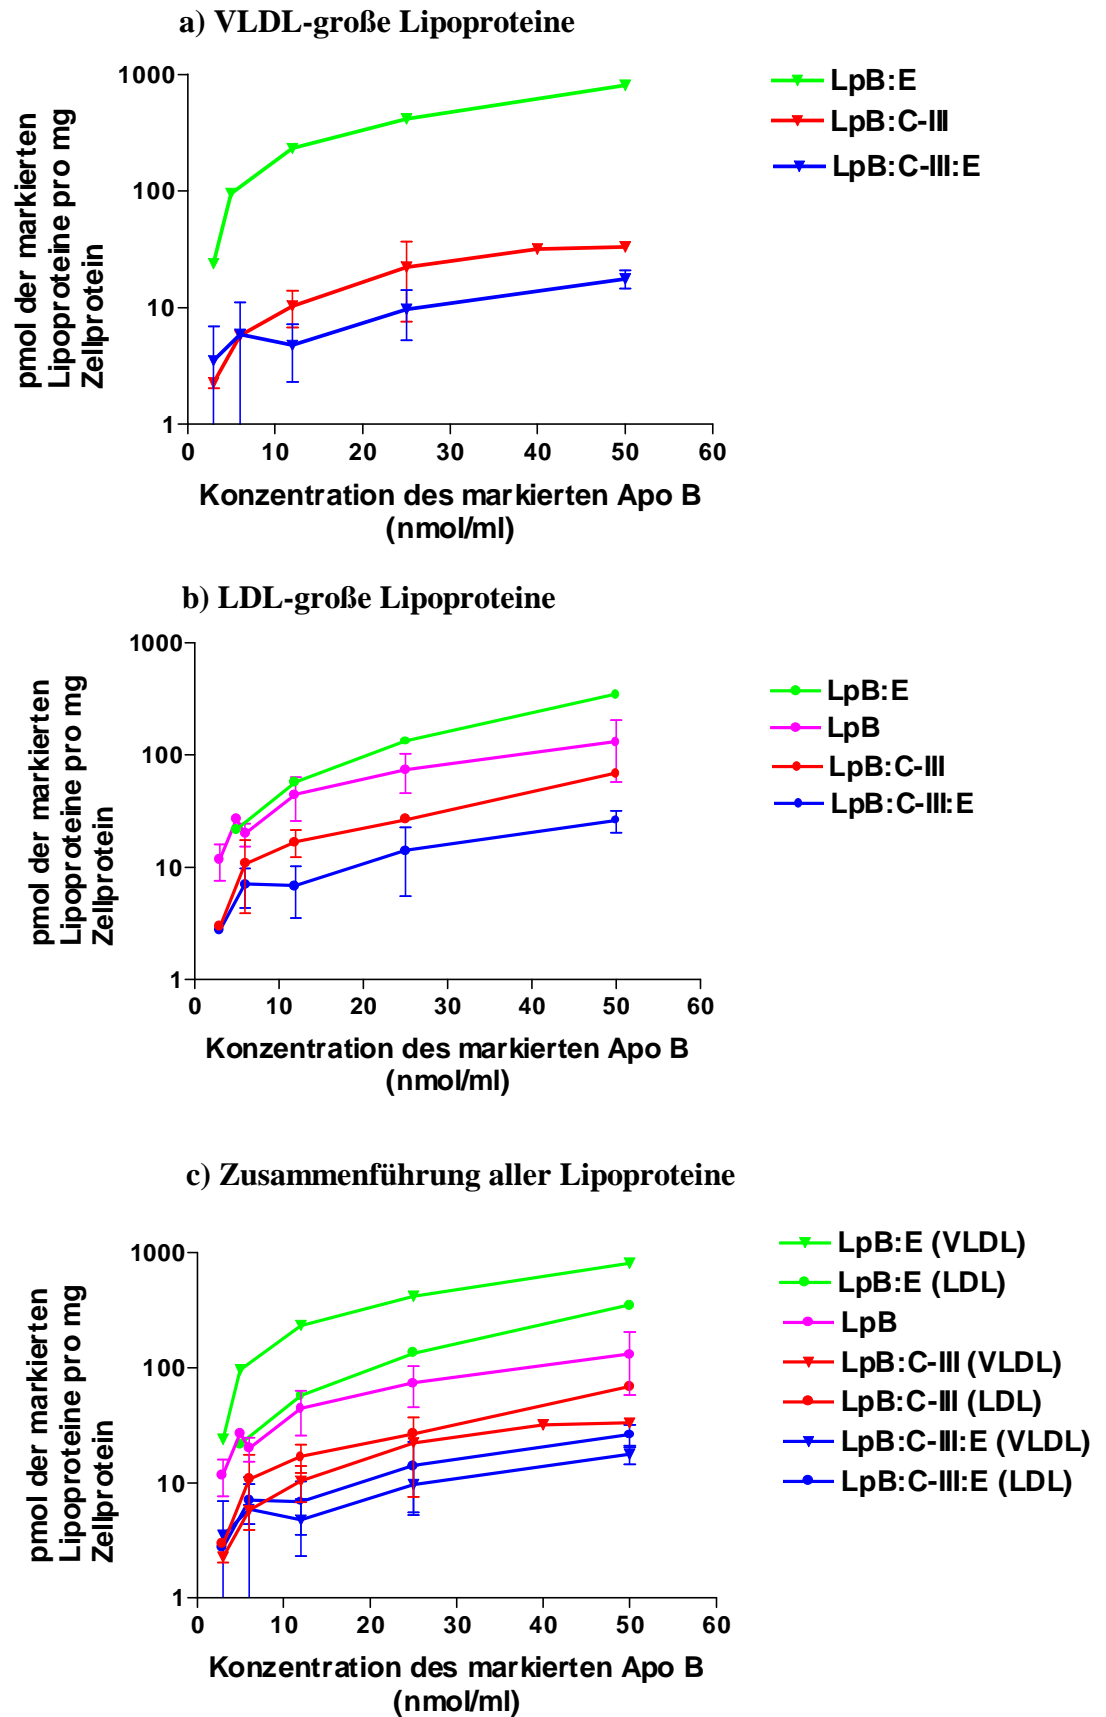 a) VLDL-große Lipoproteine
pmol der markierten
Lipoproteine pro mg
Zellprotein
1000
100
10
1
0 10 20 30 40 50 60
Konzentration des markierten Apo B
(nmol/ml)
LpB:E
LpB:C-III
LpB:C-III:E
b) LDL-große Lipoproteine
pmol der markierten
Lipoproteine pro mg
Zellprotein
1000
100
10
1
0 10 20 30 40 50 60
Konzentration des markierten Apo B
(nmol/ml)
LpB:E
LpB
LpB:C-III
LpB:C-III:E
c) Zusammenführung aller Lipoproteine
pmol der markierten
Lipoproteine pro mg
Zellprotein
1000
100
10
1
0 10 20 30 40 50 60
Konzentration des markierten Apo B
(nmol/ml)
LpB:E (VLDL)
LpB:E (LDL)
LpB
LpB:C-III (VLDL)
LpB:C-III (LDL)
LpB:C-III:E (VLDL)
LpB:C-III:E (LDL)